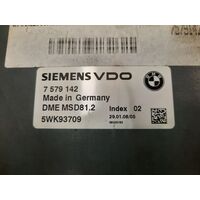 SIEMENS VDO
7 579 142
Made in Germany
DME MSD81.2
Index 02
5WK93709
29.01.08/05